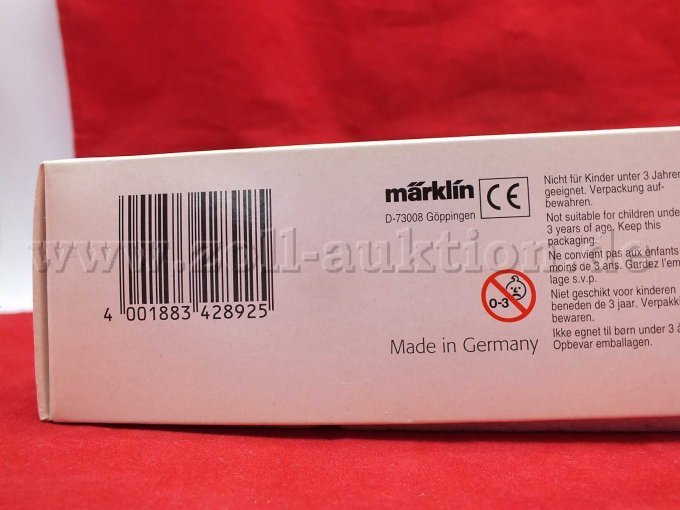 märklin
CE
D-73008 Göppingen
Nicht für Kinder unter 3 Jahren
geeignet. Verpackung auf-
bewahren.
Not suitable for children unde
3 years of age. Keep this
packaging.
Ne convient pas aux enfants
moins de 3 ans. Gardez l'em
lage s.v.p.
Niet geschikt voor kinderen
beneden de 3 jaar. Verpakki
bewaren.
Ikke egnet til børn under 3 å
Opbevar emballagen.
0-3
Made in Germany
4 001883 428925
www.zoll-auktion.de